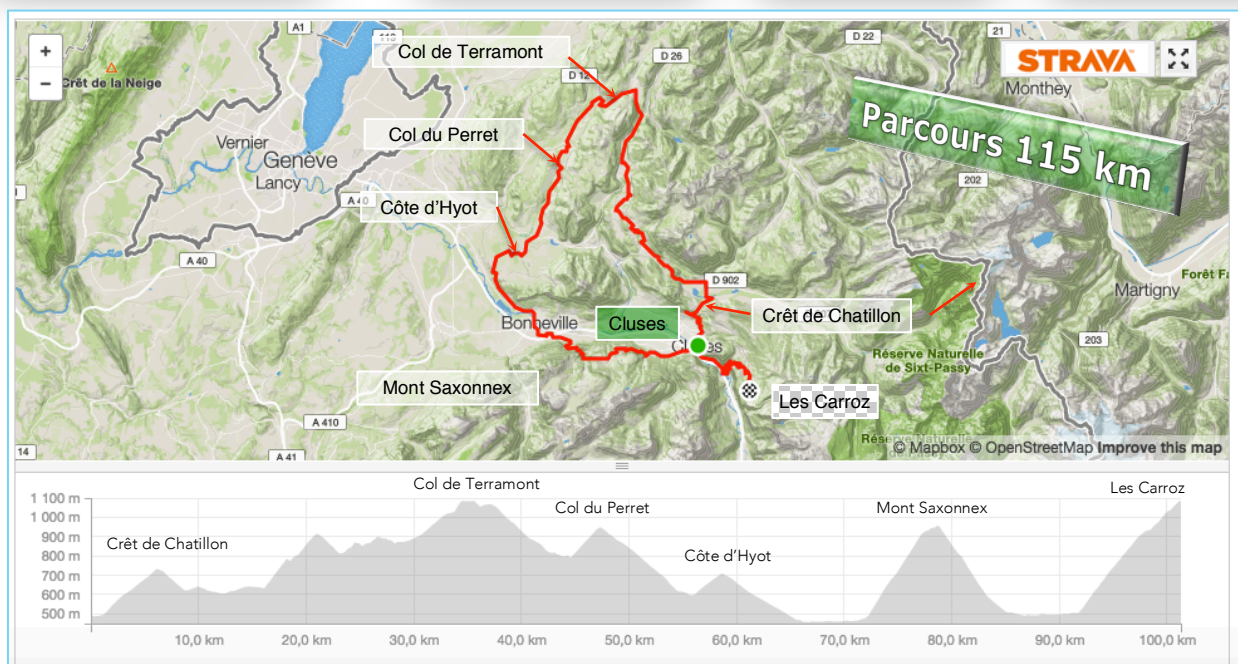 +
−
A1
Col de Terramont
D 12
D 26
D 22
21
STRAVA
Crêt de la Neige
Monthey
Parcours 115 km
Col du Perret
Vernier
Genève
Lancy
202
A 40
Côte d'Hyot
A 40
D 902
Forêt
Martigny
Bonneville
Cluses
Crêt de Chatillon
Cluses
203
Réserve Naturelle
de Sixt-Passy
Mont Saxonnex
Les Carroz
A 410
14
A 41
Réserve Naturelle
© Mapbox © OpenStreetMap Improve this map
Col de Terramont
Les Carroz
1 100 m
Col du Perret
Mont Saxonnex
1 000 m
900 m
Crêt de Chatillon
Côte d'Hyot
800 m
700 m
600 m
500 m
10,0 km
20,0 km
30,0 km
40,0 km
50,0 km
60,0 km
70,0 km
80,0 km
90,0 km
100,0 km